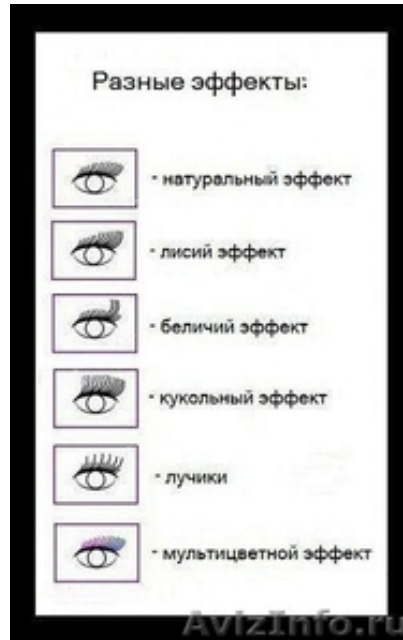 Разные эффекты:
- натуральный эффект
- лисий эффект
- беличий эффект
- кукольный эффект
- лучики
- мультицветной эффект
AvizInfo.ru